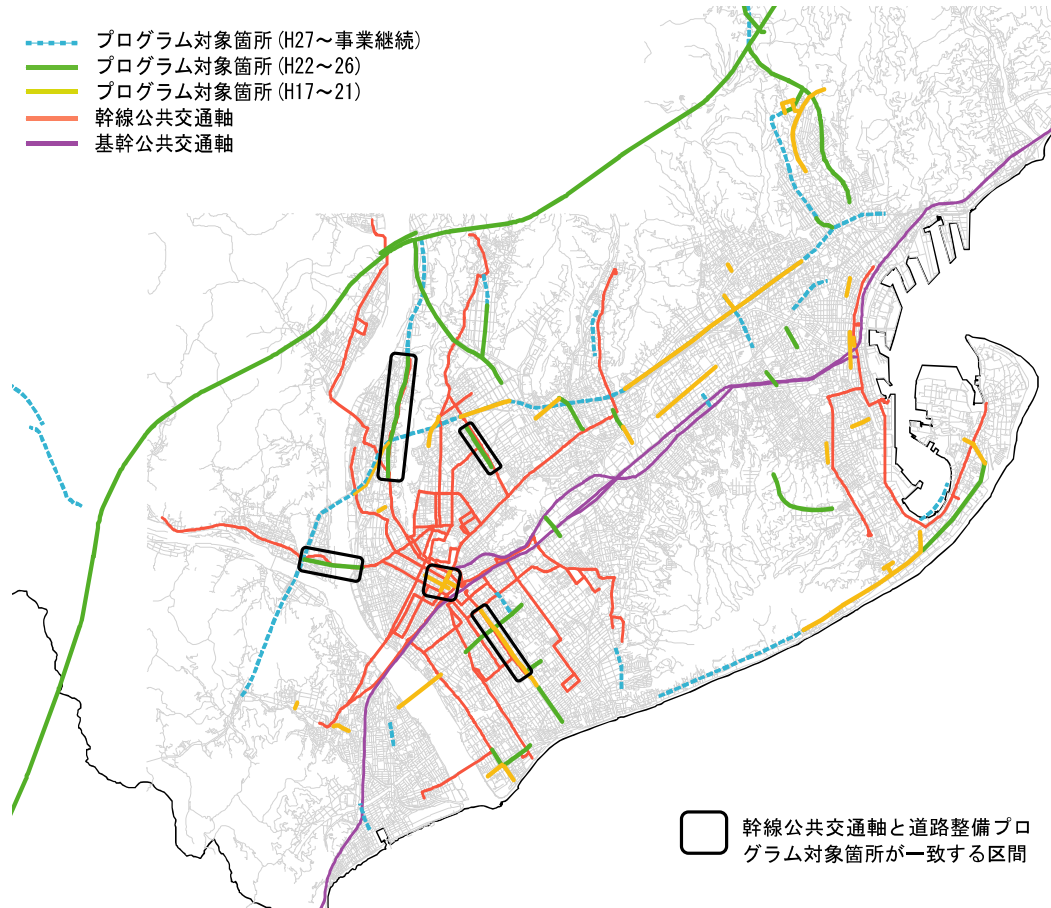 プログラム対象箇所(H27～事業継続)
プログラム対象箇所(H22～26)
プログラム対象箇所(H17～21)
幹線公共交通軸
基幹公共交通軸
幹線公共交通軸と道路整備プロ
グラム対象箇所が一致する区間